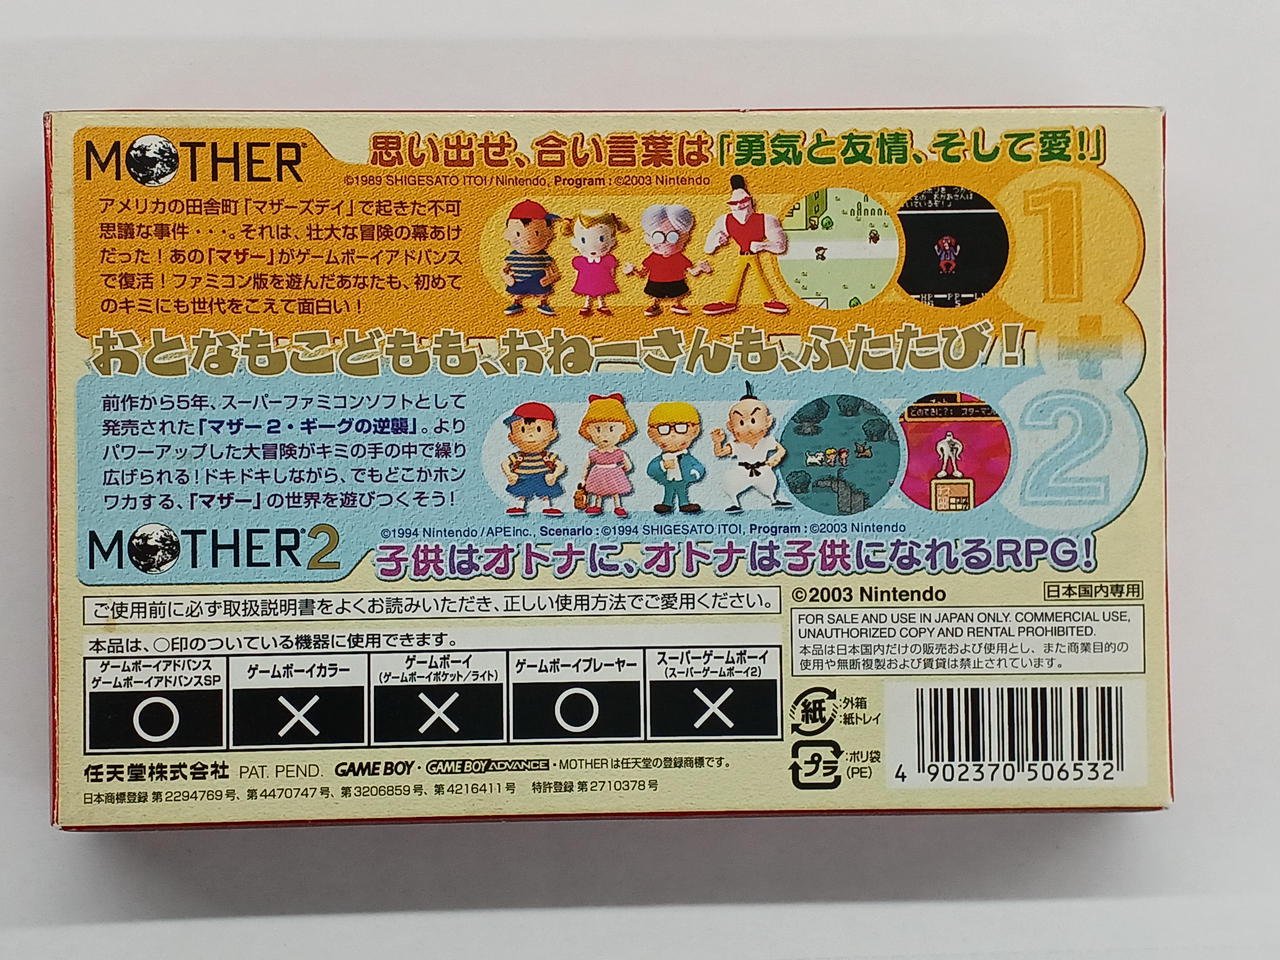 MOTHER
思い出せ、合い言葉は「勇気と友情、そして愛!!」
©1989 SHIGESATO ITOI/Nintendo, Program : ©2003 Nintendo
アメリカの田舎町「マザーズデイ」で起きた不可
思議な事件・・・。それは、壮大な冒険の幕あけ
だった！あの「マザー」がゲームボーイアドバンス
で復活！ファミコン版を遊んだあなたも、初めて
のキミにも世代をこえて面白い！
1+2
おとなもこどもも、おねーさんも、ふたたび！
前作から5年、スーパーファミコンソフトとして
発売された「マザー2・ギーグの逆襲」。より
パワーアップした大冒険がキミの手の中で繰り
広げられる！ドキドキしながら、でもどこかホン
ワカする、「マザー」の世界を遊びつくそう！
©1994 Nintendo/APE inc., Scenario : ©1994 SHIGESATO ITOI, Program : ©2003 Nintendo
MOTHER 2
子供はオトナに、オトナは子供になれるRPG!
ご使用前に必ず取扱説明書をよくお読みいただき、正しい使用方法でご愛用ください。
本品は、○印のついている機器に使用できます。
ゲームボーイアドバンス
ゲームボーイアドバンスSP
○
ゲームボーイカラー
×
ゲームボーイ
(ゲームボーイポケット/ライト)
×
ゲームボーイプレーヤー
○
スーパーゲームボーイ
(スーパーゲームボーイ2)
×
任天堂株式会社 PAT. PEND. GAME BOY・GAME BOY ADVANCE・MOTHERは任天堂の登録商標です。
日本商標登録 第2294769号、第4470747号、第3206859号、第4216411号 特許登録 第2710378号
©2003 Nintendo
日本国内専用
FOR SALE AND USE IN JAPAN ONLY. COMMERCIAL USE,
UNAUTHORIZED COPY AND RENTAL PROHIBITED.
本品は日本国内だけの販売および使用とし、また商業目的の
使用や無断複製および賃貸は禁止されています。
紙
:外箱
:紙トレイ
プラ
:ポリ袋
(PE)
4 902370 506532